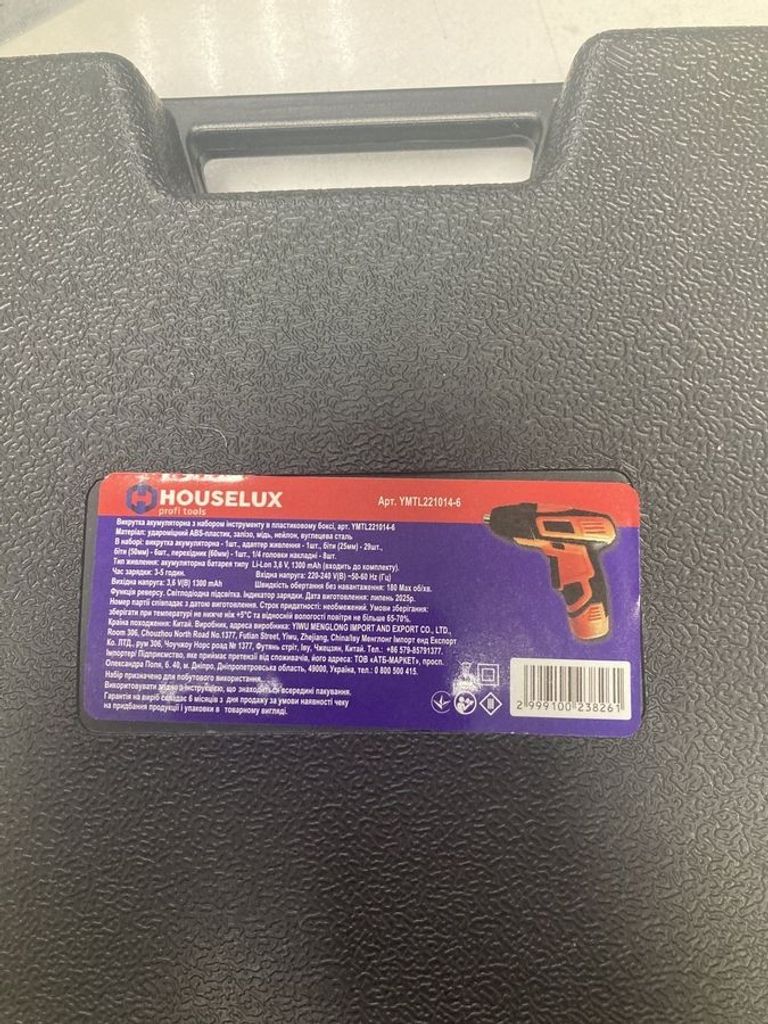 HOUSELUX
profi tools
Арт. YMTL221014-6
Викрутка акумуляторна з набором інструменту в пластиковому боксі, арт. YMTL221014-6
Матеріал: удароміцний ABS-пластик, залізо, мідь, нейлон, вуглецева сталь
В наборі: викрутка акумуляторна - 1шт., адаптер живлення - 1шт., біти (25мм) - 29шт.,
біти (50мм) - 6шт., перехідник (60мм) - 1шт., 1/4 головки накладні - 8шт.
Тип живлення: акумуляторна батарея типу Li-Lon 3,6 V, 1300 mAh (входить до комплекту).
Час зарядки: 3-5 годин. Вхідна напруга: 220-240 V(В) ~50-60 Hz (Гц)
Вихідна напруга: 3,6 V(В) 1300 mAh Швидкість обертання без навантаження: 180 Мах об/хв.
Функція реверсу. Світлодіодна підсвітка. Індикатор зарядки. Дата виготовлення: липень 2025р.
Номер партії співпадає з датою виготовлення. Строк придатності: необмежений. Умови зберігання:
зберігати при температурі не нижче ніж +5°С та відносній вологості повітря не більше 65-70%.
Країна походження: Китай. Виробник, адреса виробника: YIWU MENGLONG IMPORT AND EXPORT CO., LTD.,
Room 306, Chouzhou North Road No.1377, Futian Street, Yiwu, Zhejiang, China/Іву Менглонг Імпорт енд Експорт
Ко. ЛТД., рум 306, Чоучжоу Норс роад № 1377, Футянь стріт, Іву, Чжецзян, Китай. Тел.: +86 579-85791377.
Імпортер/ Підприємство, яке приймає претензії від споживачів, його адреса: ТОВ «АТБ-МАРКЕТ», просп.
Олександра Поля, б. 40, м. Дніпро, Дніпропетровська область, 49000, Україна, тел.: 0 800 500 415.
Набір призначено для побутового використання.
Використовувати згідно з інструкцією, що знаходиться всередині пакування.
Гарантія на виріб складає 6 місяців з дня продажу за умови наявності чеку
на придбання продукції і упаковки в товарному вигляді.
2 999100 238261